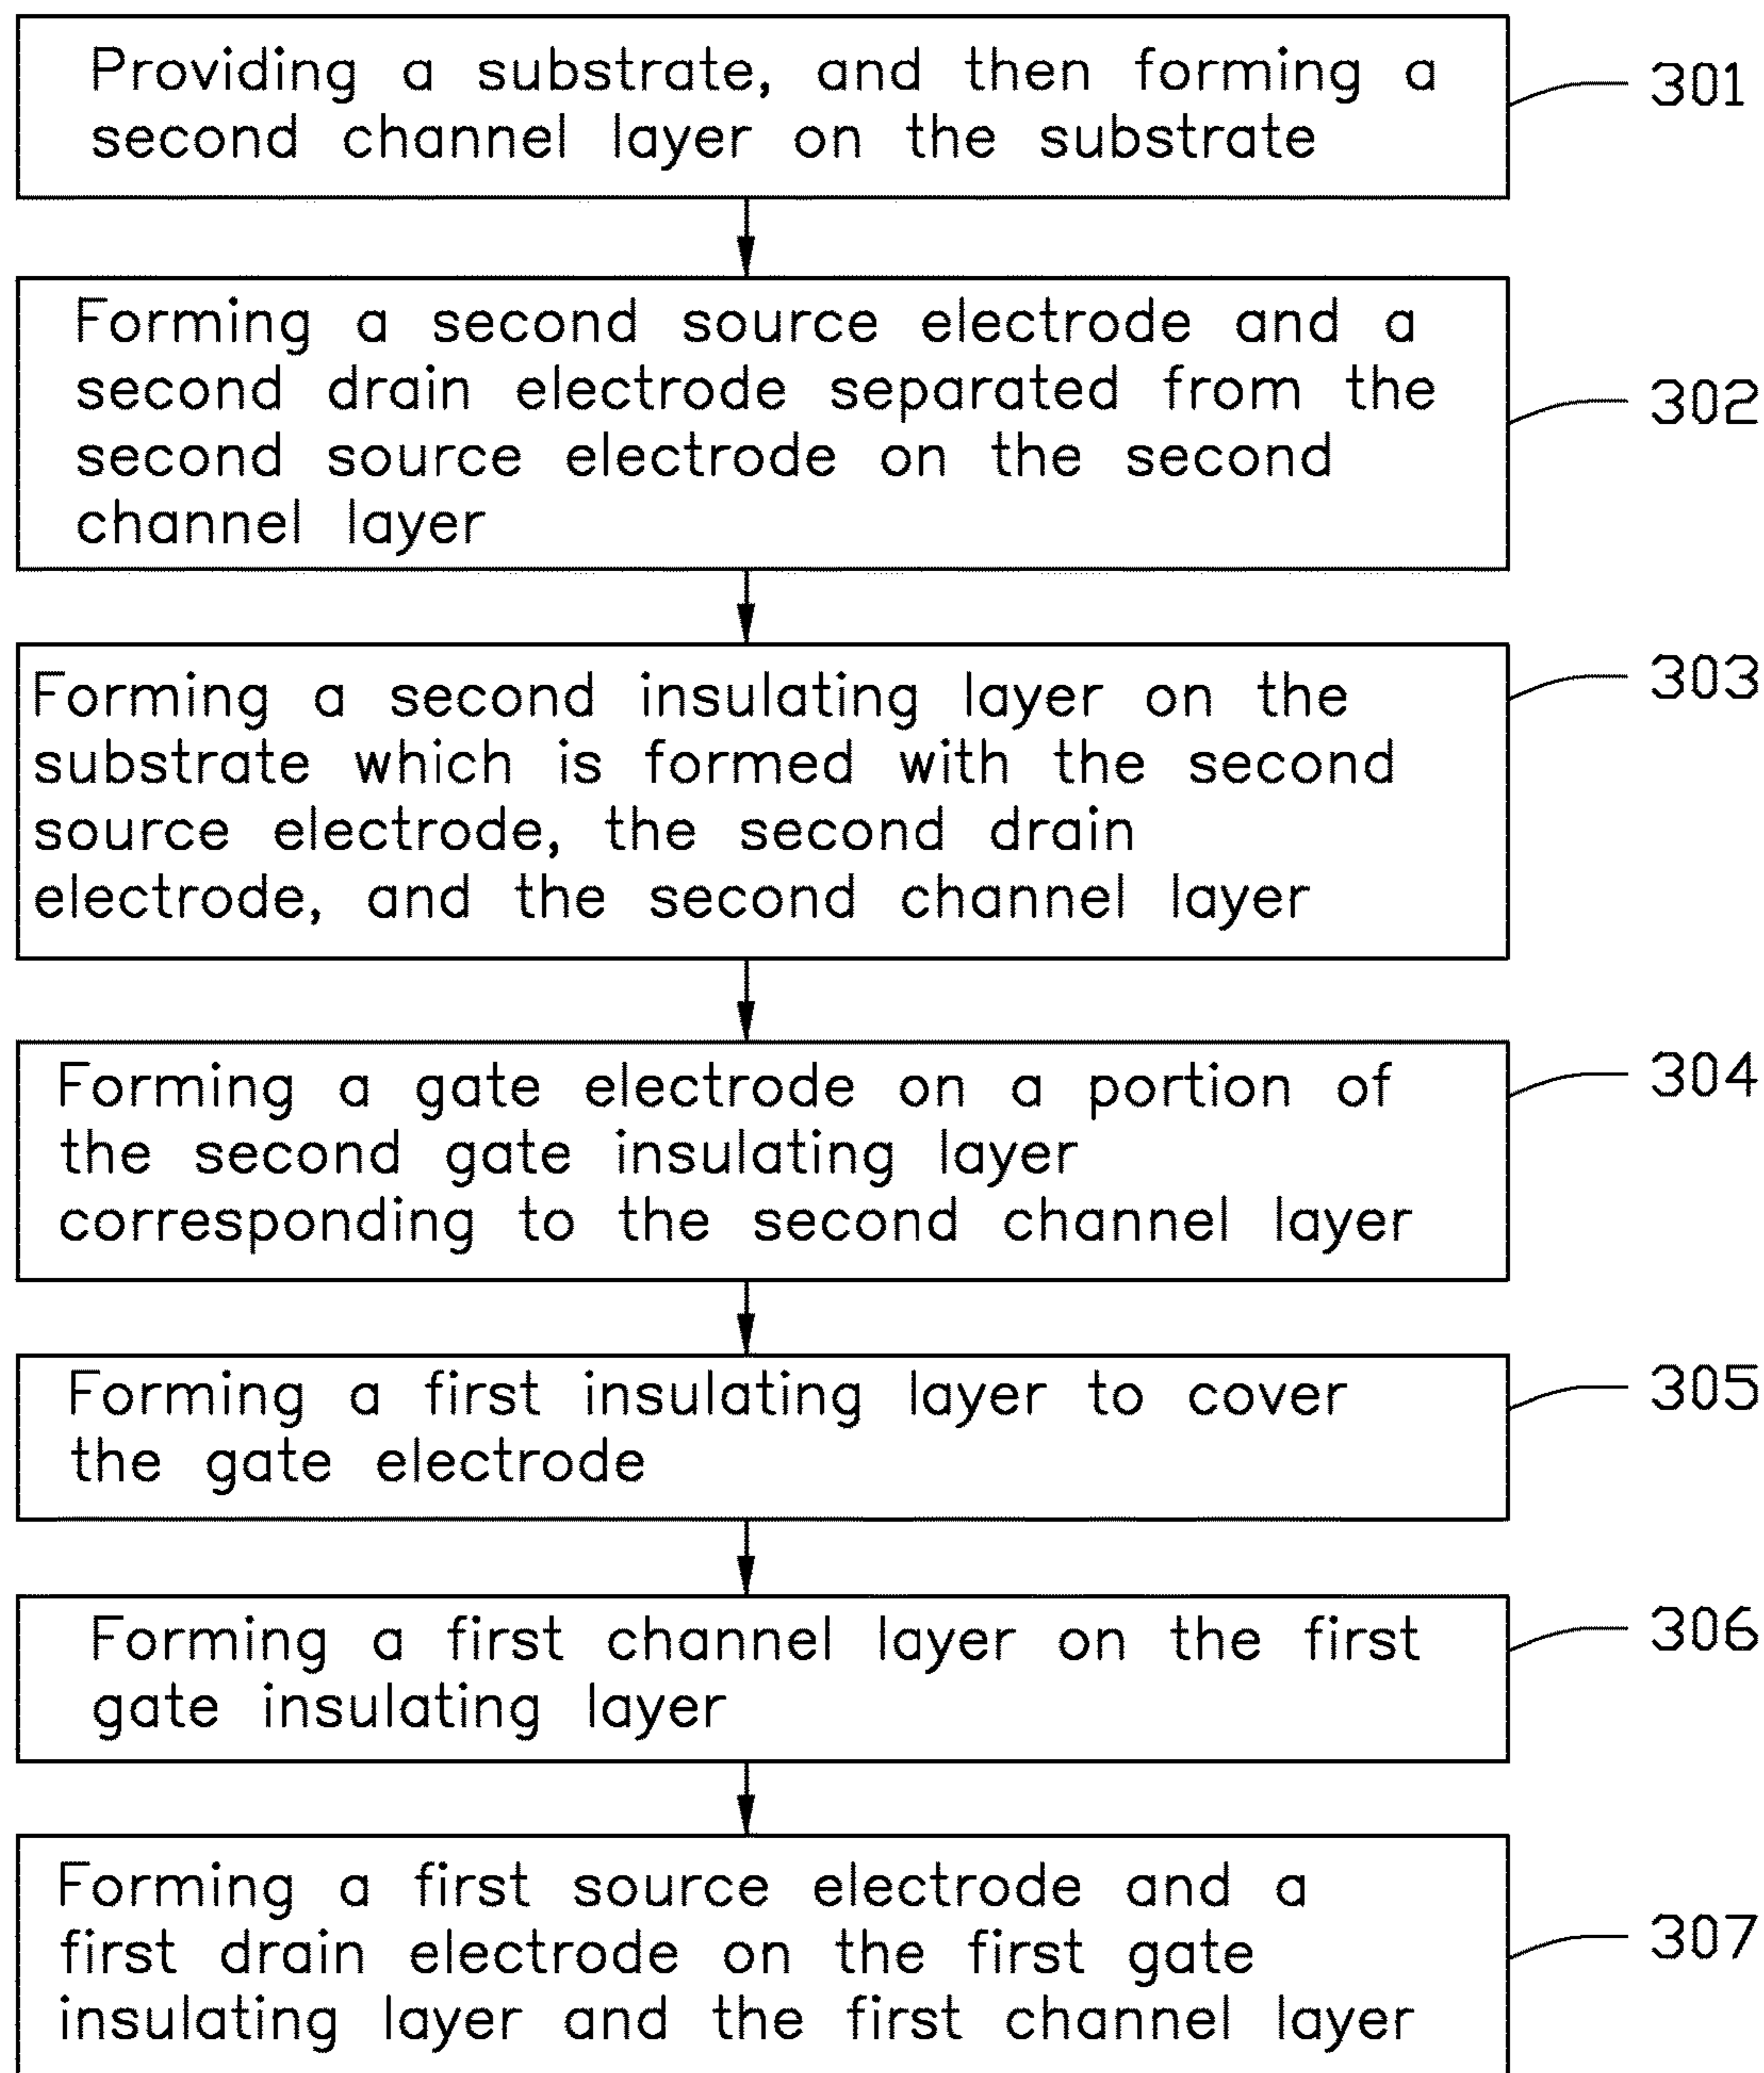 Providing a substrate, and then forming a
second channel layer on the substrate
301
Forming a second source electrode and a
second drain electrode separated from the
second source electrode on the second
channel layer
302
Forming a second insulating layer on the
substrate which is formed with the second
source electrode, the second drain
electrode, and the second channel layer
303
Forming a gate electrode on a portion of
the second gate insulating layer
corresponding to the second channel layer
304
Forming a first insulating layer to cover
the gate electrode
305
Forming a first channel layer on the first
gate insulating layer
306
Forming a first source electrode and a
first drain electrode on the first gate
insulating layer and the first channel layer
307